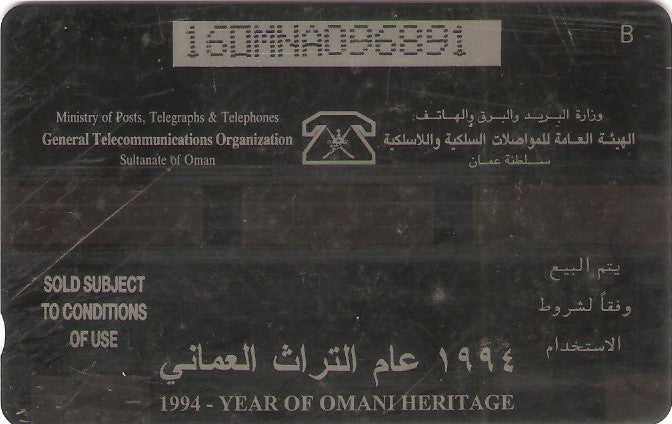 16OMNA096891
B
Ministry of Posts, Telegraphs & Telephones
General Telecommunications Organization
Sultanate of Oman
وزارة البريد والبرق والهاتف:
الهيئة العامة للمواصلات السلكية واللاسلكية
سلطنة عمان
SOLD SUBJECT
TO CONDITIONS
OF USE
يتم البيع
وفقاً لشروط
الاستخدام
١٩٩٤ عام التراث العماني
1994 - YEAR OF OMANI HERITAGE